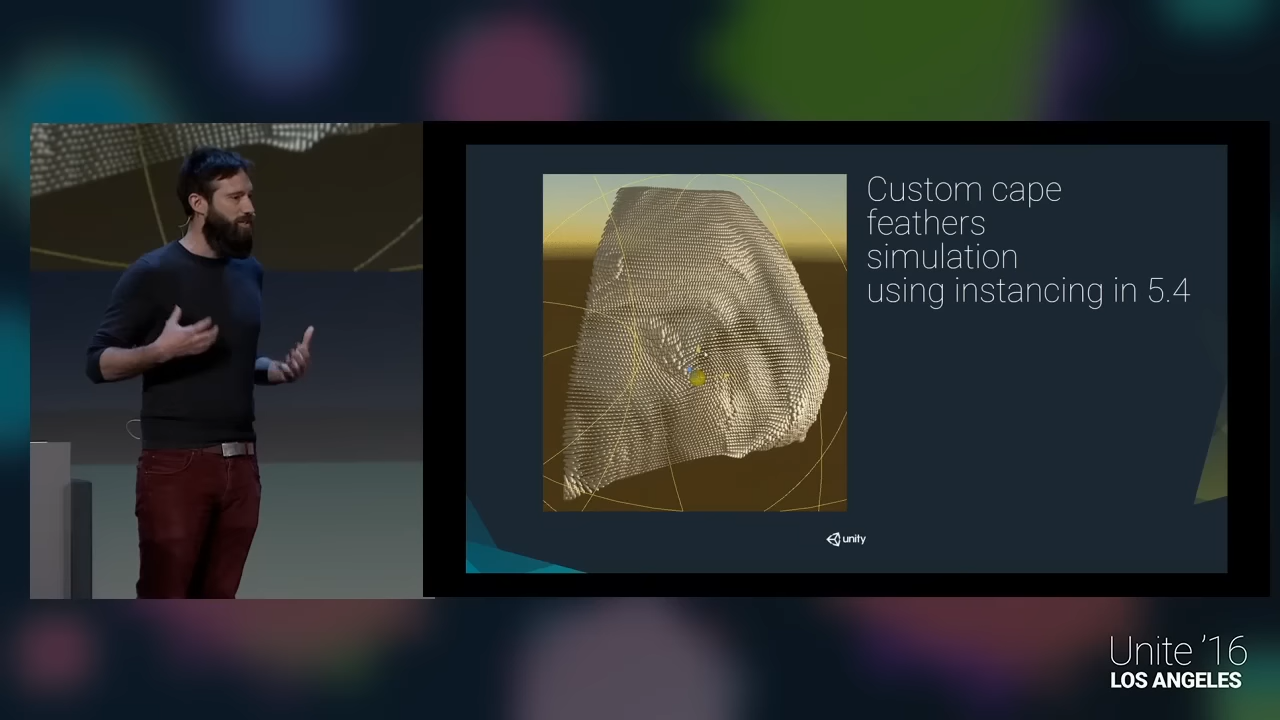 Custom cape
feathers
simulation
using instancing in 5.4
unity
Unite '16
LOS ANGELES